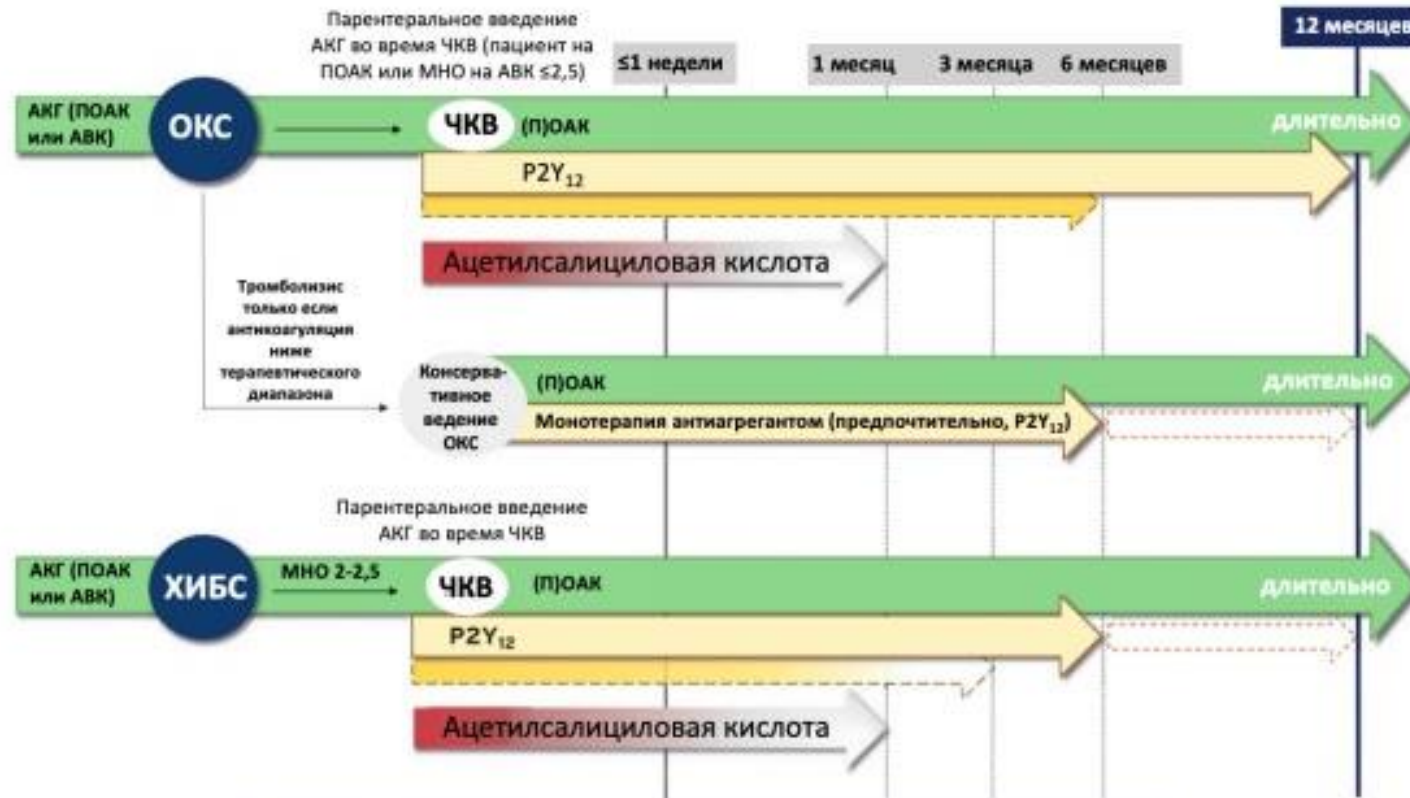 Парентеральное введение
АКГ во время ЧКВ (пациент на
ПОАК или МНО на АВК ≤2,5)
≤1 недели
1 месяц
3 месяца
6 месяцев
12 месяцев
АКГ (ПОАК
или АВК)
ОКС
ЧКВ
(П)ОАК
длительно
P2Y₁₂
Ацетилсалициловая кислота
Тромболизис
только если
антикоагуляция
ниже
терапевтического
диапазона
Консерва-
тивное
ведение
ОКС
(П)ОАК
длительно
Монотерапия антиагрегантом (предпочтительно, P2Y₁₂)
Парентеральное введение
АКГ во время ЧКВ
АКГ (ПОАК
или АВК)
ХИБС
МНО 2-2,5
ЧКВ
(П)ОАК
длительно
P2Y₁₂
Ацетилсалициловая кислота